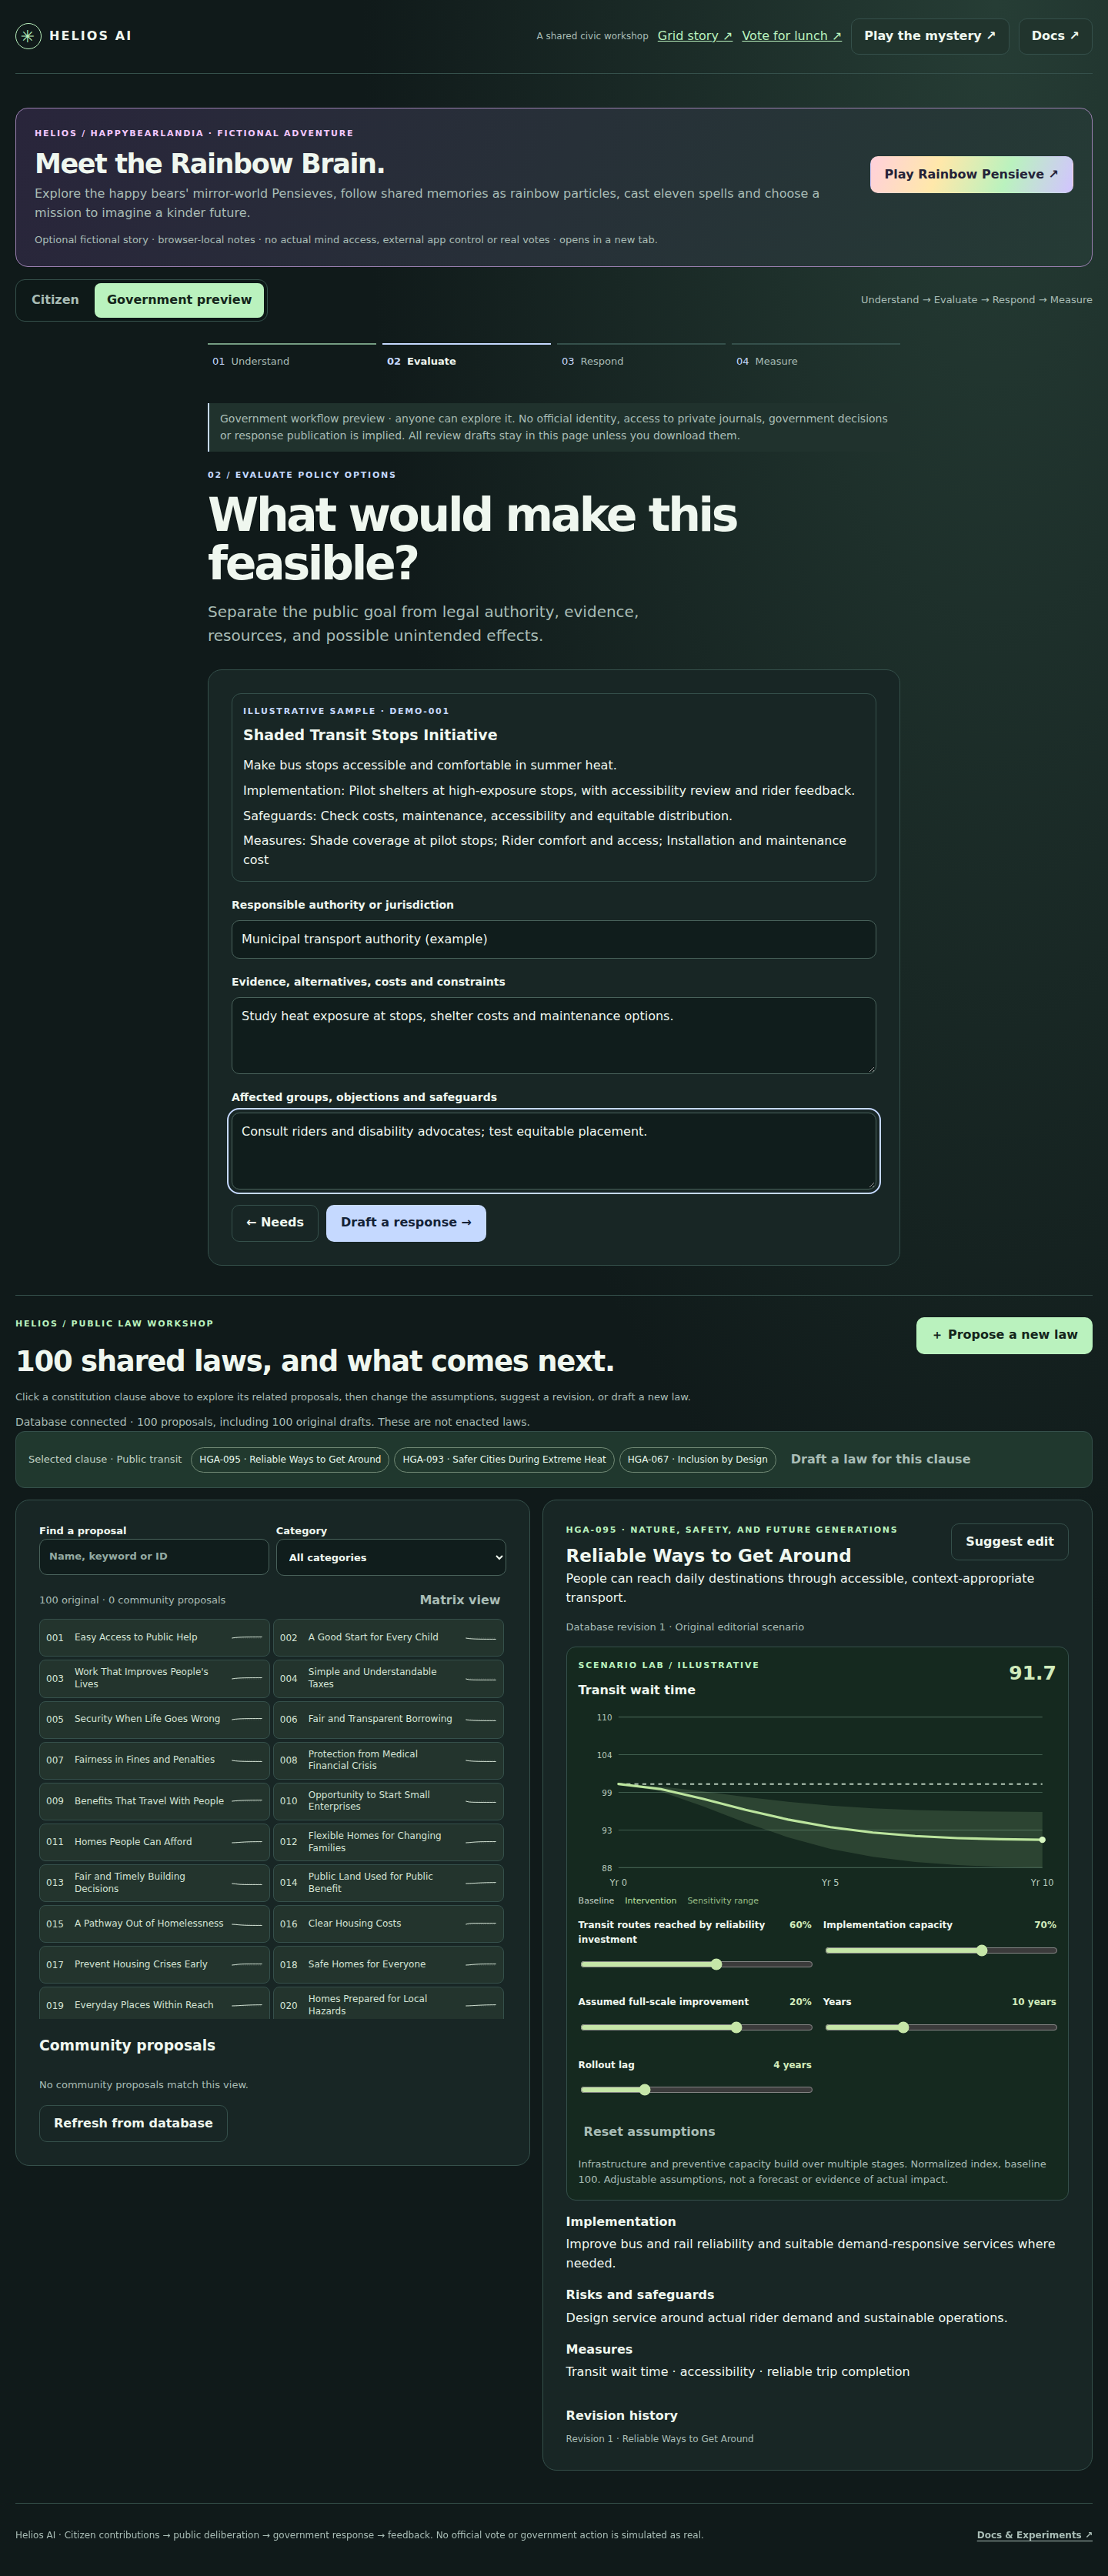 HELIOS AI
A shared civic workshop
Grid story ↗
Vote for lunch ↗
Play the mystery ↗
Docs ↗
HELIOS / HAPPYBEARLANDIA · FICTIONAL ADVENTURE
Meet the Rainbow Brain.
Explore the happy bears' mirror-world Pensieves, follow shared memories as rainbow particles, cast eleven spells and choose a
mission to imagine a kinder future.
Optional fictional story · browser-local notes · no actual mind access, external app control or real votes · opens in a new tab.
Play Rainbow Pensieve ↗
Citizen
Government preview
Understand → Evaluate → Respond → Measure
01 Understand
02 Evaluate
03 Respond
04 Measure
Government workflow preview · anyone can explore it. No official identity, access to private journals, government decisions
or response publication is implied. All review drafts stay in this page unless you download them.
02 / EVALUATE POLICY OPTIONS
What would make this
feasible?
Separate the public goal from legal authority, evidence,
resources, and possible unintended effects.
ILLUSTRATIVE SAMPLE · DEMO-001
Shaded Transit Stops Initiative
Make bus stops accessible and comfortable in summer heat.
Implementation: Pilot shelters at high-exposure stops, with accessibility review and rider feedback.
Safeguards: Check costs, maintenance, accessibility and equitable distribution.
Measures: Shade coverage at pilot stops; Rider comfort and access; Installation and maintenance
cost
Responsible authority or jurisdiction
Municipal transport authority (example)
Evidence, alternatives, costs and constraints
Study heat exposure at stops, shelter costs and maintenance options.
Affected groups, objections and safeguards
Consult riders and disability advocates; test equitable placement.
← Needs
Draft a response →
HELIOS / PUBLIC LAW WORKSHOP
100 shared laws, and what comes next.
+ Propose a new law
Click a constitution clause above to explore its related proposals, then change the assumptions, suggest a revision, or draft a new law.
Database connected · 100 proposals, including 100 original drafts. These are not enacted laws.
Selected clause · Public transit
HGA-095 · Reliable Ways to Get Around
HGA-093 · Safer Cities During Extreme Heat
HGA-067 · Inclusion by Design
Draft a law for this clause
Find a proposal
Category
Name, keyword or ID
All categories
100 original · 0 community proposals
Matrix view
001 Easy Access to Public Help
002 A Good Start for Every Child
003 Work That Improves People's
Lives
004 Simple and Understandable
Taxes
005 Security When Life Goes Wrong
006 Fair and Transparent Borrowing
007 Fairness in Fines and Penalties
008 Protection from Medical
Financial Crisis
009 Benefits That Travel With People
010 Opportunity to Start Small
Enterprises
011 Homes People Can Afford
012 Flexible Homes for Changing
Families
013 Fair and Timely Building
Decisions
014 Public Land Used for Public
Benefit
015 A Pathway Out of Homelessness
016 Clear Housing Costs
017 Prevent Housing Crises Early
018 Safe Homes for Everyone
019 Everyday Places Within Reach
020 Homes Prepared for Local
Hazards
Community proposals
No community proposals match this view.
Refresh from database
HGA-095 · NATURE, SAFETY, AND FUTURE GENERATIONS
Reliable Ways to Get Around
Suggest edit
People can reach daily destinations through accessible, context-appropriate
transport.
Database revision 1 · Original editorial scenario
SCENARIO LAB / ILLUSTRATIVE
Transit wait time
91.7
110
104
99
93
88
Yr 0
Yr 5
Yr 10
Baseline
Intervention
Sensitivity range
Transit routes reached by reliability
investment
60%
Implementation capacity
70%
Assumed full-scale improvement
20%
Years
10 years
Rollout lag
4 years
Reset assumptions
Infrastructure and preventive capacity build over multiple stages. Normalized index, baseline
100. Adjustable assumptions, not a forecast or evidence of actual impact.
Implementation
Improve bus and rail reliability and suitable demand-responsive services where
needed.
Risks and safeguards
Design service around actual rider demand and sustainable operations.
Measures
Transit wait time · accessibility · reliable trip completion
Revision history
Revision 1 · Reliable Ways to Get Around
Helios AI · Citizen contributions → public deliberation → government response → feedback. No official vote or government action is simulated as real.
Docs & Experiments ↗